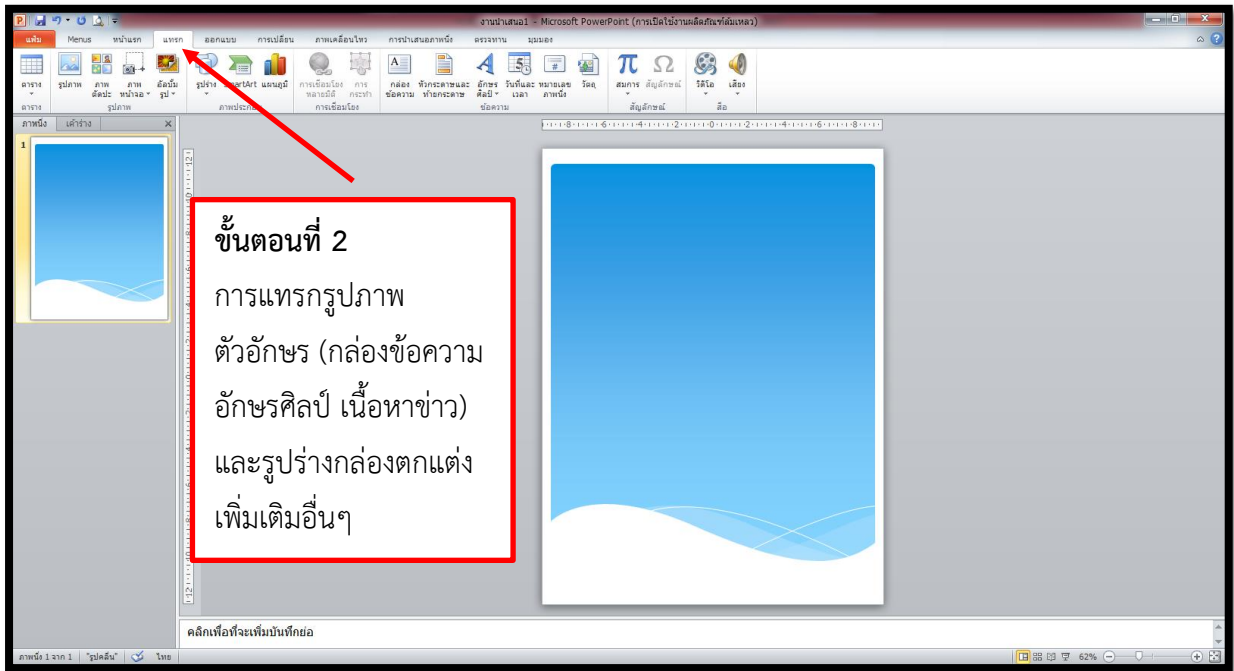 งานนำเสนอ1 - Microsoft PowerPoint (การเปิดใช้งานผลิตภัณฑ์ล้มเหลว)
แฟ้ม Menus หน้าแรก แทรก ออกแบบ การเปลี่ยน ภาพเคลื่อนไหว การนำเสนอภาพนิ่ง ตรวจทาน มุมมอง
ตาราง รูปภาพ ภาพตัดปะ ภาพหน้าจอ อัลบั้มรูป รูปร่าง SmartArt แผนภูมิ การเชื่อมโยงหลายมิติ การกระทำ กล่องข้อความ หัวกระดาษและท้ายกระดาษ อักษรศิลป์ วันที่และเวลา หมายเลขภาพนิ่ง วัตถุ สมการ สัญลักษณ์ วิดีโอ เสียง
ตาราง รูปภาพ ภาพประกอบ การเชื่อมโยง ข้อความ สัญลักษณ์ สื่อ
ภาพนิ่ง เค้าร่าง
1
ขั้นตอนที่ 2
การแทรกรูปภาพ
ตัวอักษร (กล่องข้อความ
อักษรศิลป์ เนื้อหาข่าว)
และรูปร่างกล่องตกแต่ง
เพิ่มเติมอื่นๆ
คลิกเพื่อที่จะเพิ่มบันทึกย่อ
ภาพนิ่ง 1 จาก 1 "รูปคลื่น" ไทย 62%